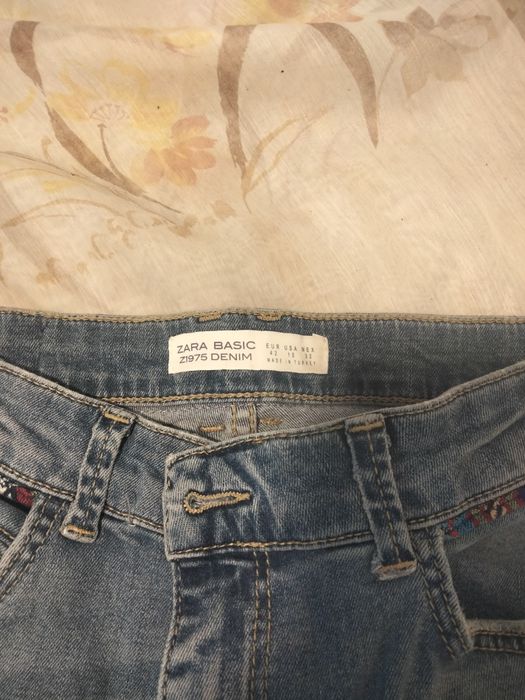 ZARA BASIC
Z1975 DENIM
EUR USA MEX
42 10 32
MADE IN TURKEY